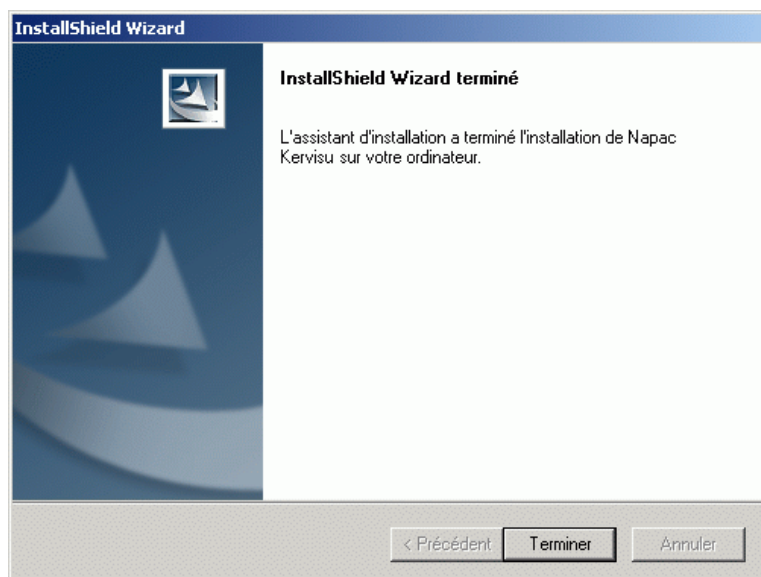 InstallShield Wizard
InstallShield Wizard terminé
L'assistant d'installation a terminé l'installation de Napac
Kervisu sur votre ordinateur.
< Précédent
Terminer
Annuler